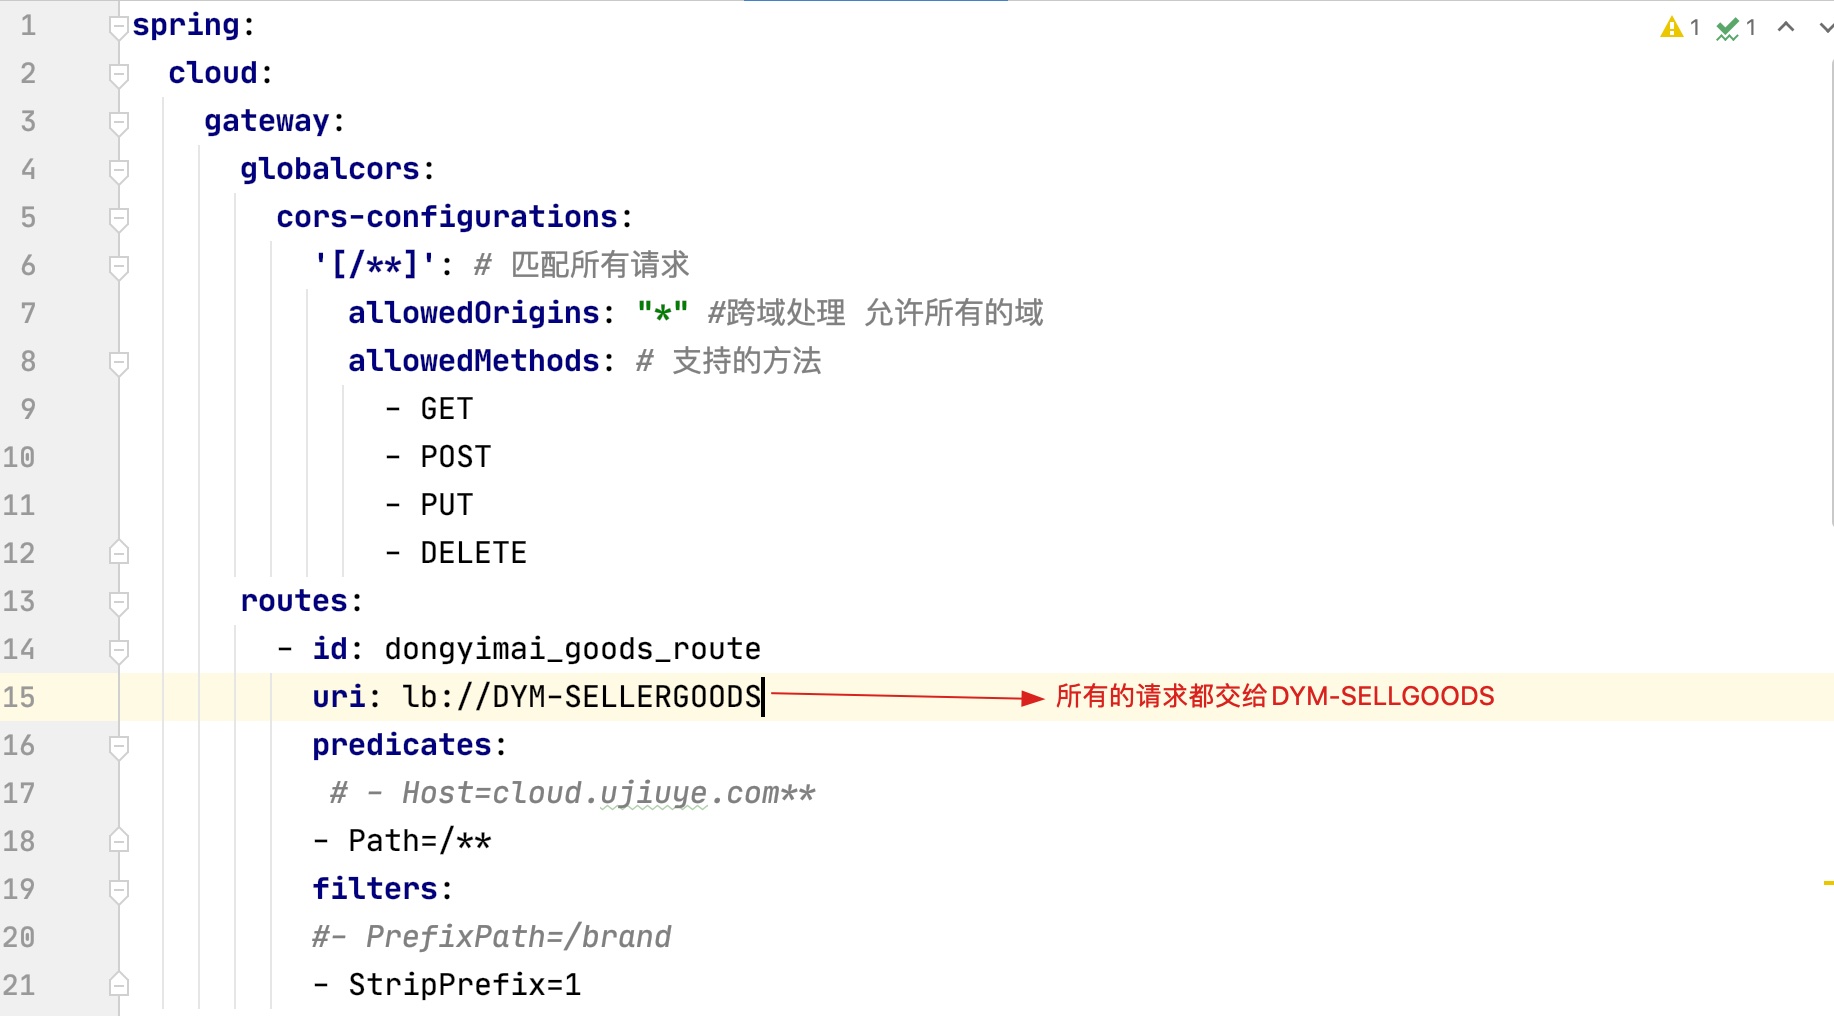 1 spring: 1 1
2 cloud:
3 gateway:
4 globalcors:
5 cors-configurations:
6 '[/**]': # 匹配所有请求
7 allowedOrigins: "*" #跨域处理 允许所有的域
8 allowedMethods: # 支持的方法
9 - GET
10 - POST
11 - PUT
12 - DELETE
13 routes:
14 - id: dongyimai_goods_route
15 uri: lb://DYM-SELLERGOODS 所有的请求都交给DYM-SELLGOODS
16 predicates:
17 # - Host=cloud.ujiuye.com**
18 - Path=/**
19 filters:
20 #- PrefixPath=/brand
21 - StripPrefix=1